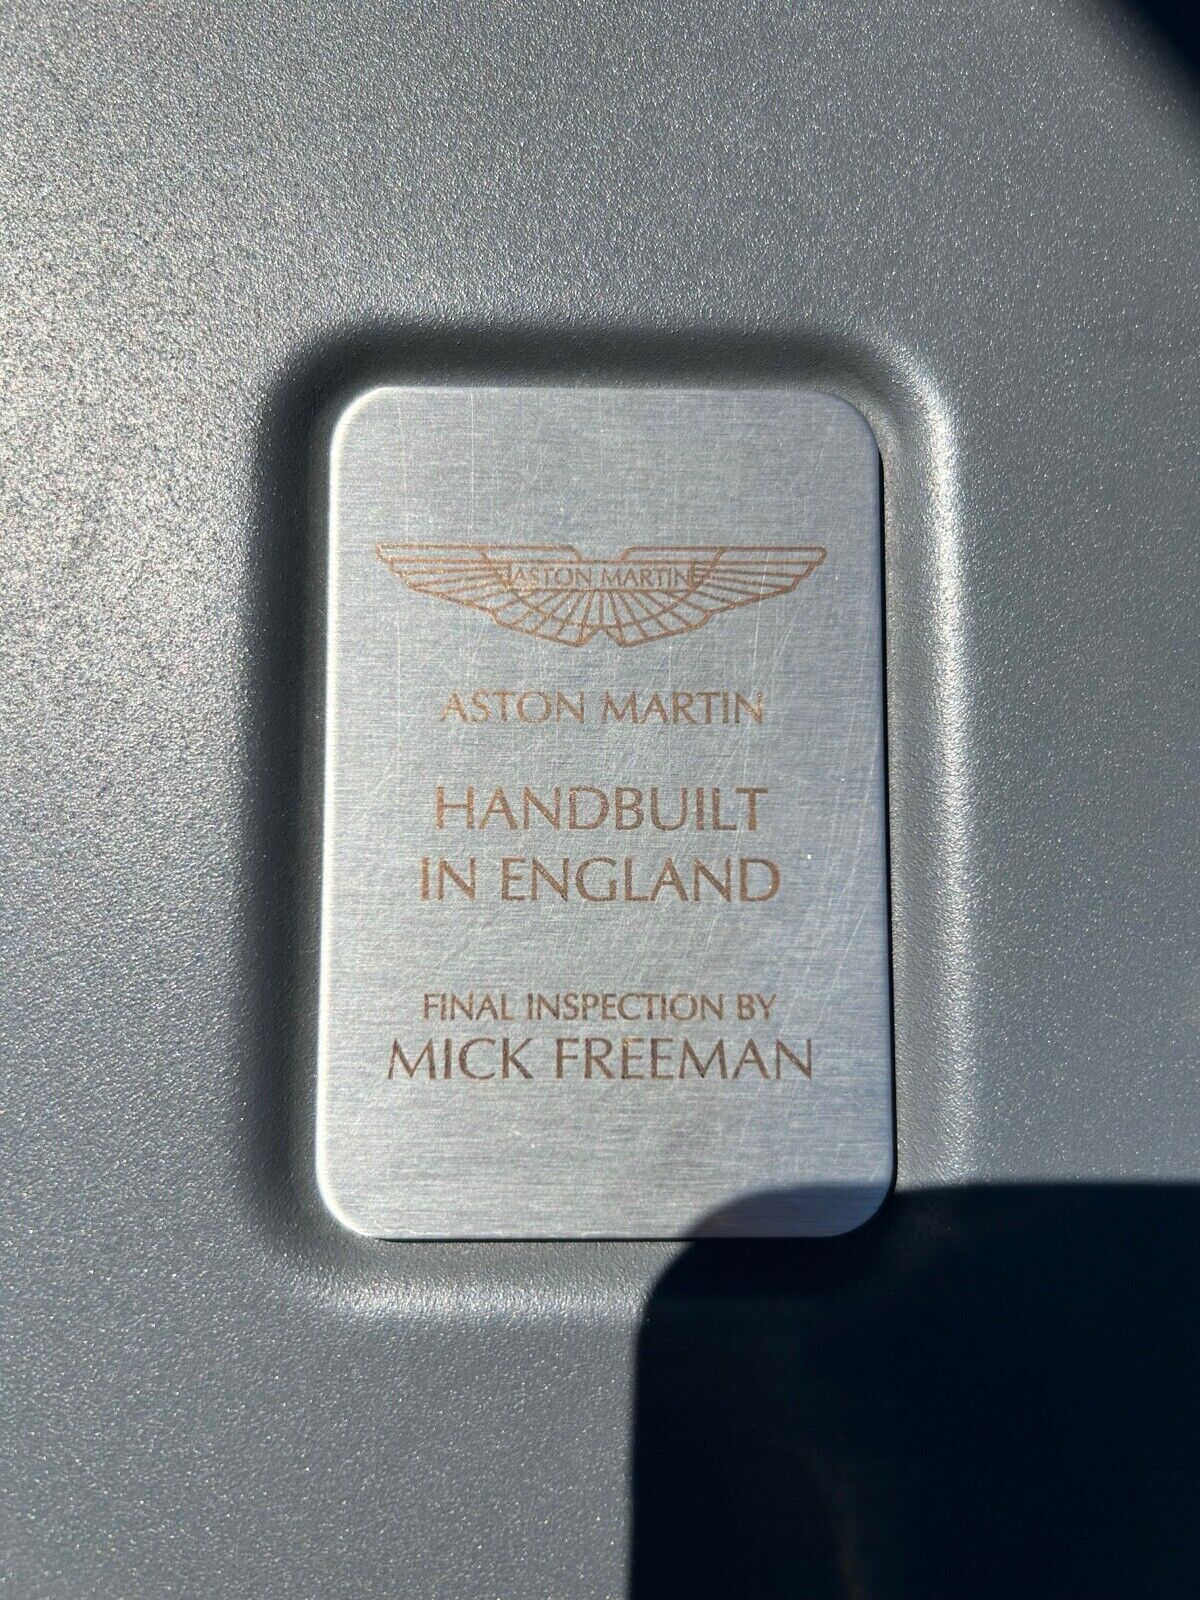 ASTON MARTIN
ASTON MARTIN
HANDBUILT
IN ENGLAND
FINAL INSPECTION BY
MICK FREEMAN